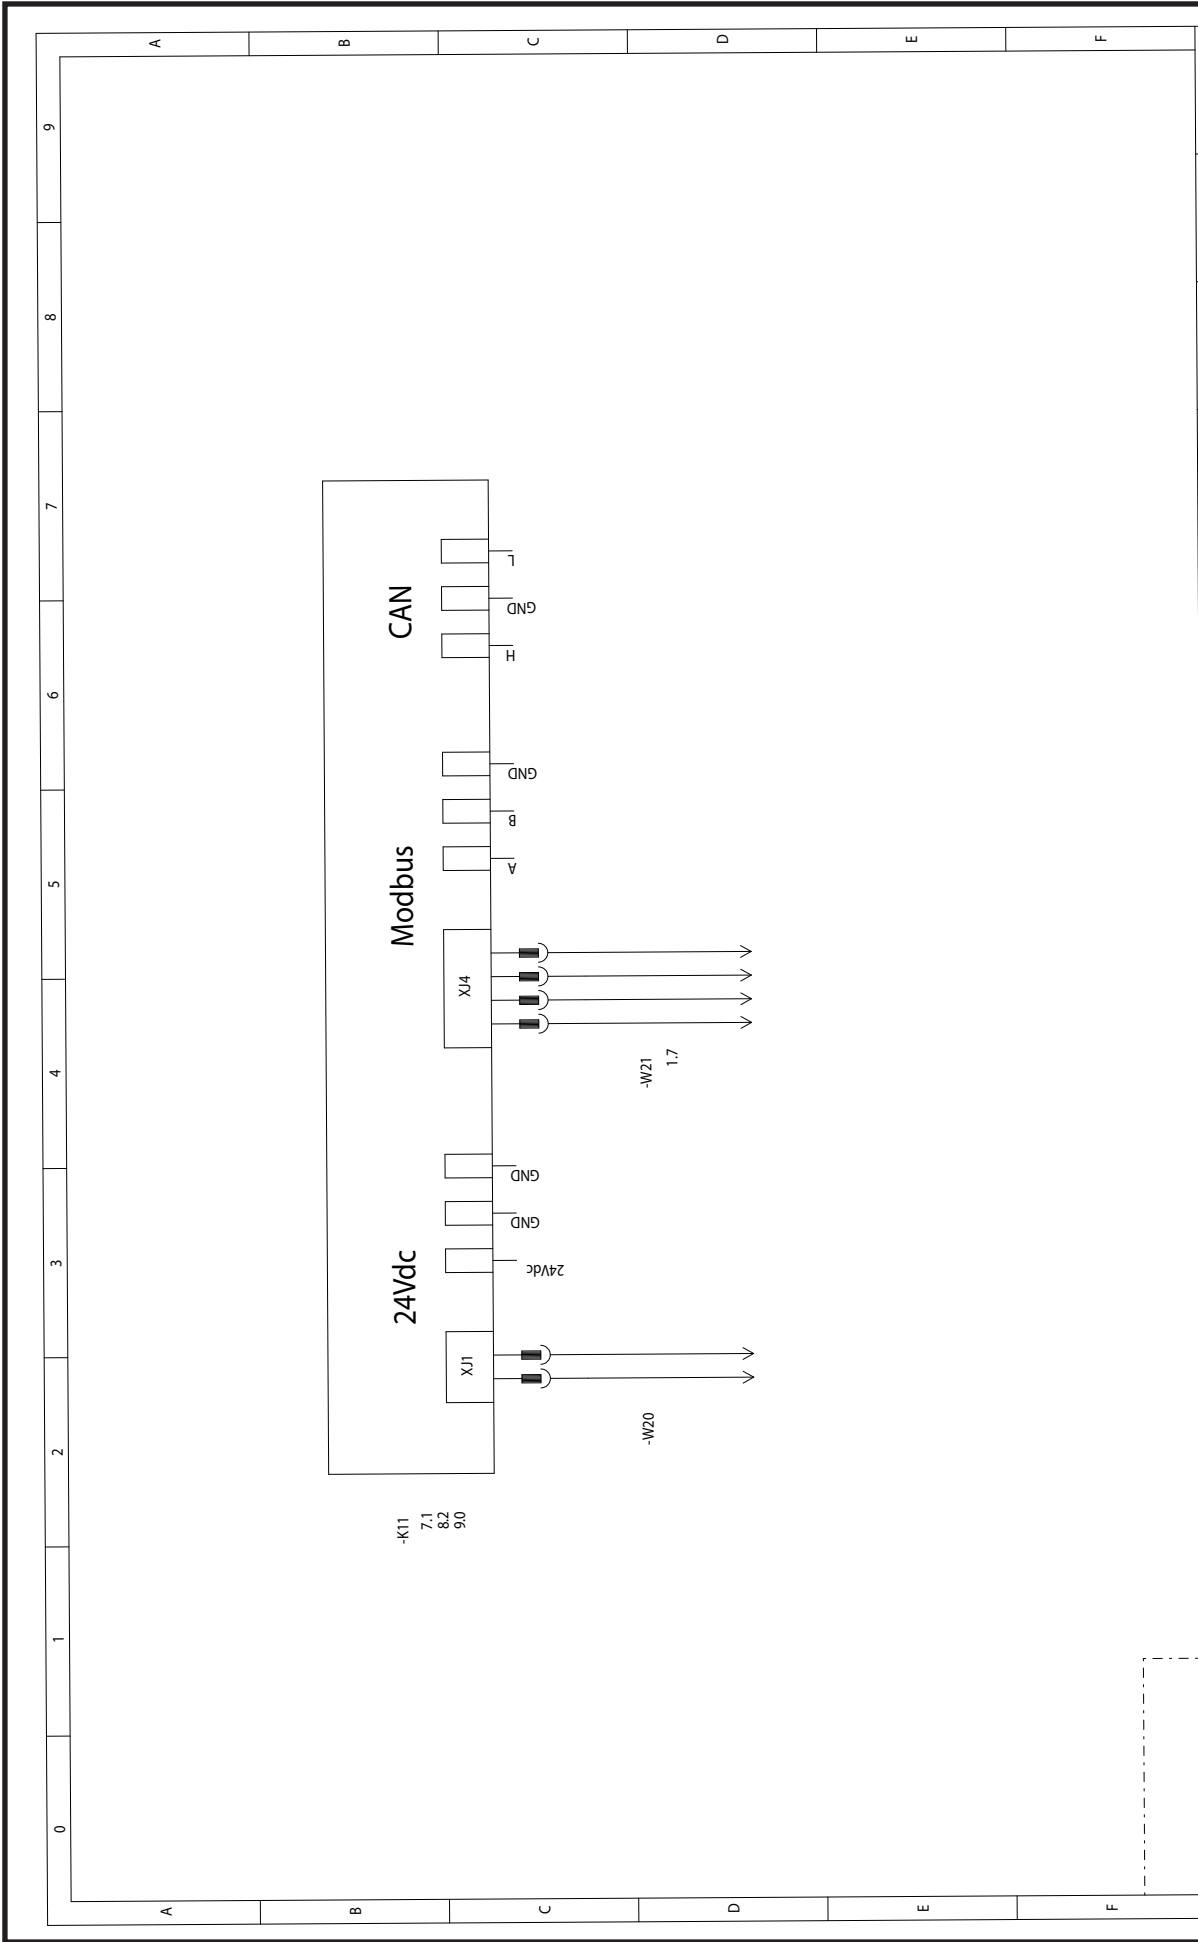 0 1 2 3 4 5 6 7 8 9
A A
B B
-K11 24Vdc Modbus CAN
7.1
8.2
9.0
XJ1 XJ4
24Vdc GND GND A B GND H GND L
C C
-W20 -W21
1.7
D D
E E
F F